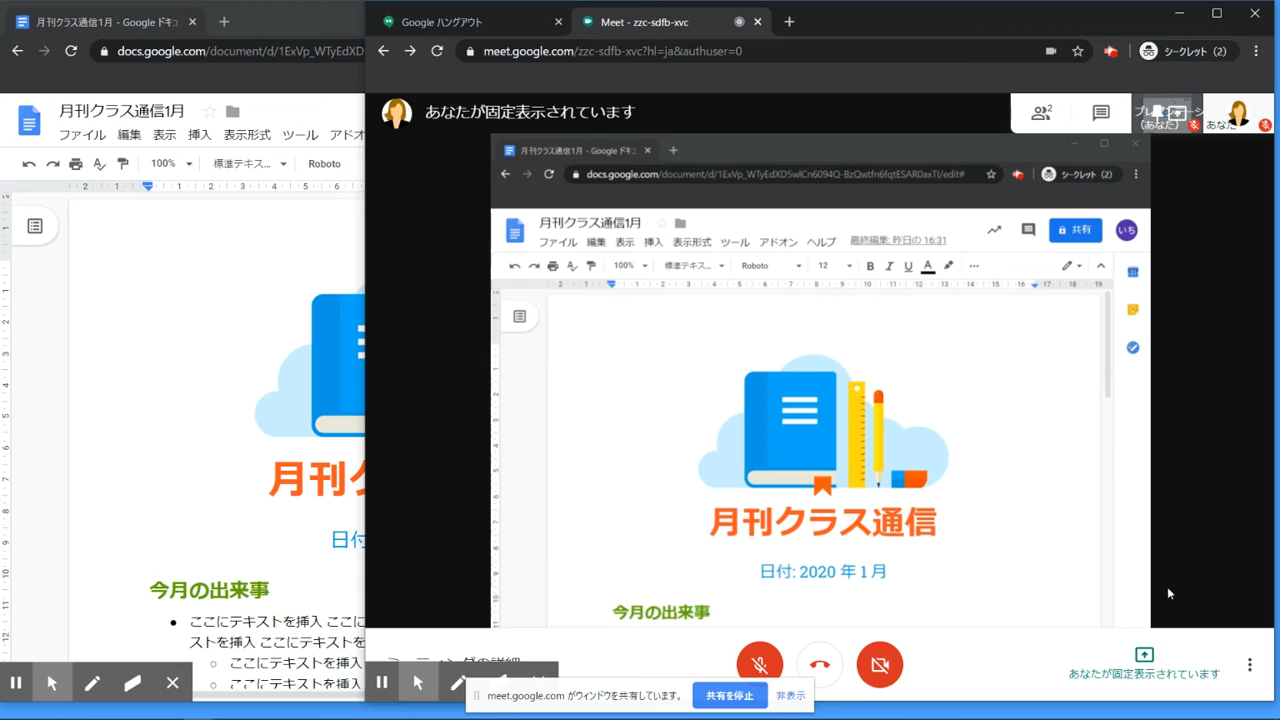 月刊クラス通信1月 - Google ドキュ
docs.google.com/document/d/1ExVp_WTyEdXD
月刊クラス通信1月
ファイル 編集 表示 挿入 表示形式 ツール アドオ
100% 標準テキス... Roboto
月刊ク
日付
今月の出来事
ここにテキストを挿入 ここに
ストを挿入 ここにテキストを
ここにテキストを挿入
ここにテキストを挿入
Google ハングアウト
Meet - zzc-sdfb-xvc
meet.google.com/zzc-sdfb-xvc?hl=ja&authuser=0
シークレット (2)
あなたが固定表示されています
2
(あなた)
あなた
月刊クラス通信1月 - Google ドキュ
docs.google.com/document/d/1ExVp_WTyEdXD5wICn6094Q-BzQwtfn6fqtESAR0axTI/edit#
シークレット (2)
月刊クラス通信1月
ファイル 編集 表示 挿入 表示形式 ツール アドオン ヘルプ 最終編集: 昨日の 16:31
共有
いち
100% 標準テキス... Roboto 12 B I U A
月刊クラス通信
日付: 2020 年 1 月
今月の出来事
あなたが固定表示されています
meet.google.com がウィンドウを共有しています。
共有を停止
非表示